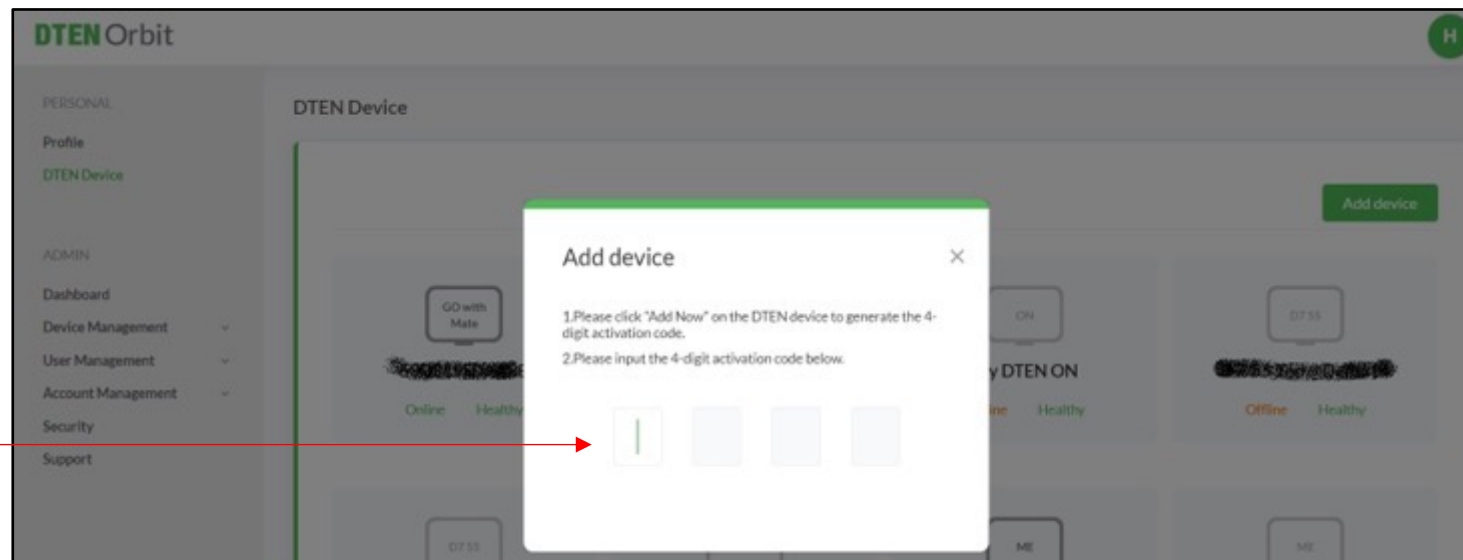 DTEN Orbit
H
PERSONAL
Profile
DTEN Device
ADMIN
Dashboard
Device Management
User Management
Account Management
Security
Support
DTEN Device
Add device
GO with
Mate
Online Healthy
Add device
1.Please click "Add Now" on the DTEN device to generate the 4-
digit activation code.
2.Please input the 4-digit activation code below.
ON
y DTEN ON
ine Healthy
D7 55
Offline Healthy
D7 55
ME
ME